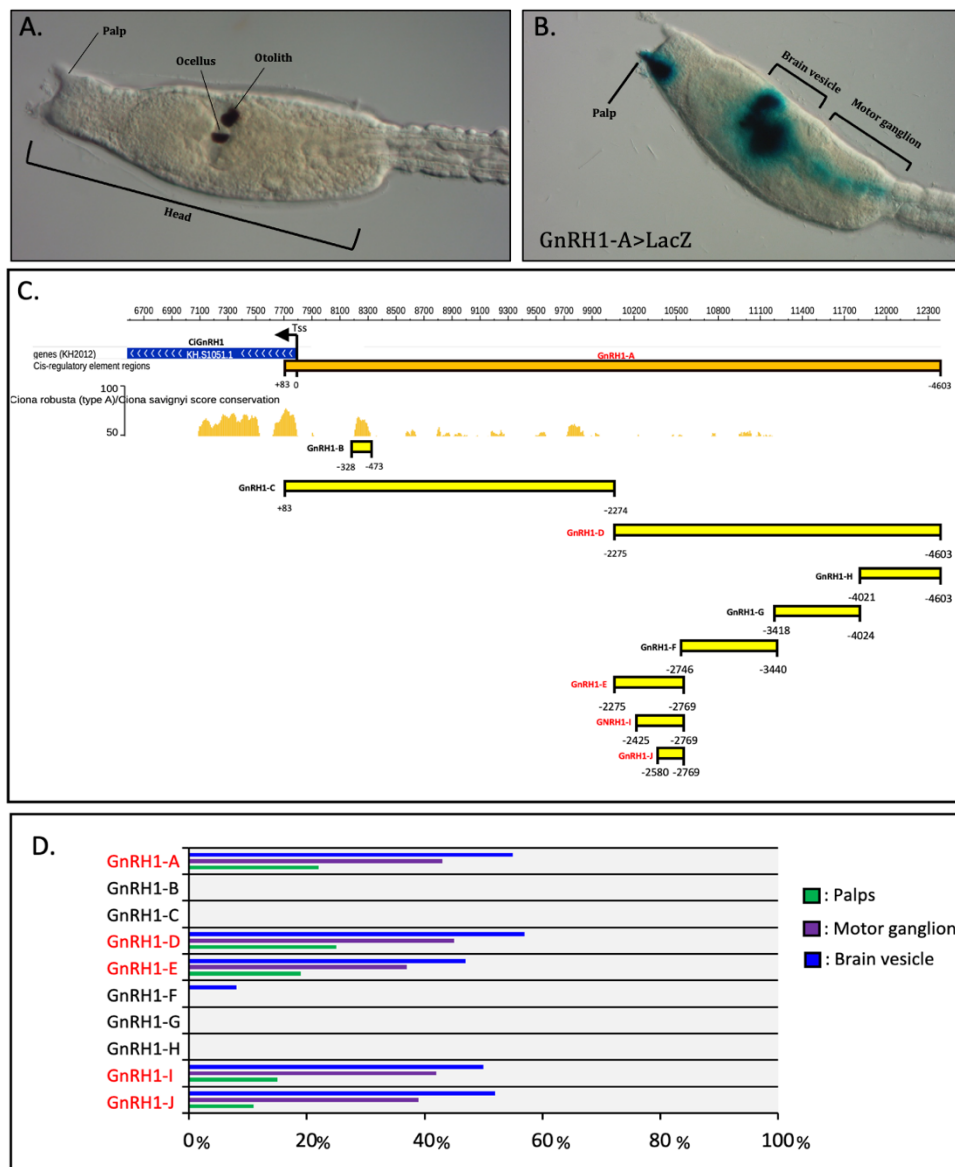 A.
Palp
Ocellus
Otolith
Head
B.
Brain vesicle
Motor ganglion
Palp
GnRH1-A>LacZ
C.
6700 6900 7100 7300 7500 7700 7900 8100 8300 8500 8700 8900 9100 9300 9500 9700 9900 10200 10500 10800 11100 11400 11700 12000 12300
Tss
CiGnRH1
genes (KH2012)
KH.S1051.1
GnRH1-A
Cis-regulatory element regions
+83 0 -4603
100
Ciona robusta (type A)/Ciona savignyi score conservation
50
GnRH1-B
-328 -473
GnRH1-C
+83 -2274
GnRH1-D
-2275 -4603
GnRH1-H
-4021 -4603
GnRH1-G
-3418 -4024
GnRH1-F
-2746 -3440
GnRH1-E
-2275 -2769
GNRH1-I
-2425 -2769
GnRH1-J
-2580 -2769
D.
GnRH1-A
GnRH1-B
GnRH1-C
GnRH1-D
GnRH1-E
GnRH1-F
GnRH1-G
GnRH1-H
GnRH1-I
GnRH1-J
0% 20% 40% 60% 80% 100%
: Palps
: Motor ganglion
: Brain vesicle